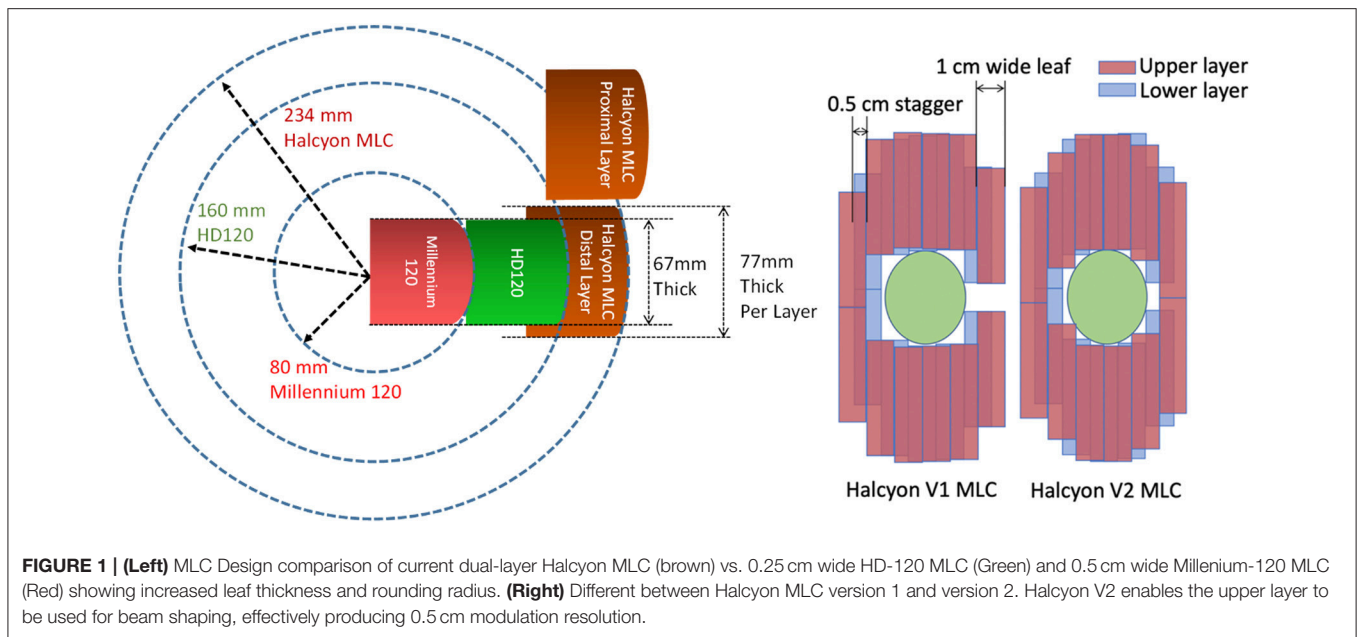 234 mm
Halcyon MLC
160 mm
HD120
80 mm
Millennium 120
Millennium
120
HD120
Halcyon MLC
Proximal Layer
Halcyon MLC
Distal Layer
67mm
Thick
77mm
Thick
Per Layer
1 cm wide leaf
0.5 cm stagger
Upper layer
Lower layer
Halcyon V1 MLC
Halcyon V2 MLC
FIGURE 1 | (Left) MLC Design comparison of current dual-layer Halcyon MLC (brown) vs. 0.25 cm wide HD-120 MLC (Green) and 0.5 cm wide Millenium-120 MLC
(Red) showing increased leaf thickness and rounding radius. (Right) Different between Halcyon MLC version 1 and version 2. Halcyon V2 enables the upper layer to
be used for beam shaping, effectively producing 0.5 cm modulation resolution.